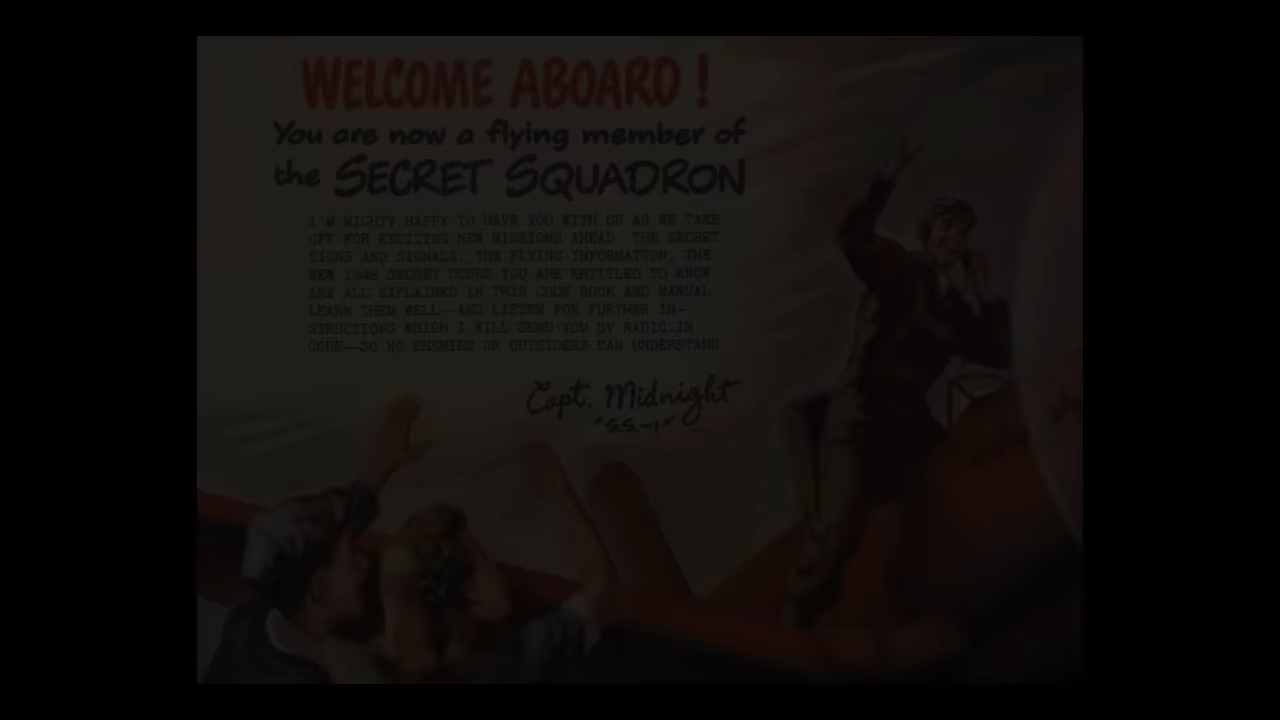 WELCOME ABOARD !
You are now a flying member of
the SECRET SQUADRON
I'M MIGHTY HAPPY TO HAVE YOU WITH US AS WE TAKE
OFF FOR EXCITING NEW MISSIONS AHEAD. THE SECRET
SIGNS AND SIGNALS, THE FLYING INFORMATION, THE
NEW 1946 SECRET CODES YOU ARE ENTITLED TO KNOW
ARE ALL EXPLAINED IN THIS CODE BOOK AND MANUAL
LEARN THEM WELL--AND LISTEN FOR FURTHER IN-
STRUCTIONS WHICH I WILL SEND YOU BY RADIO IN
CODE--SO NO ENEMIES OR OUTSIDERS CAN UNDERSTAND
Capt. Midnight
"S.S.-1"